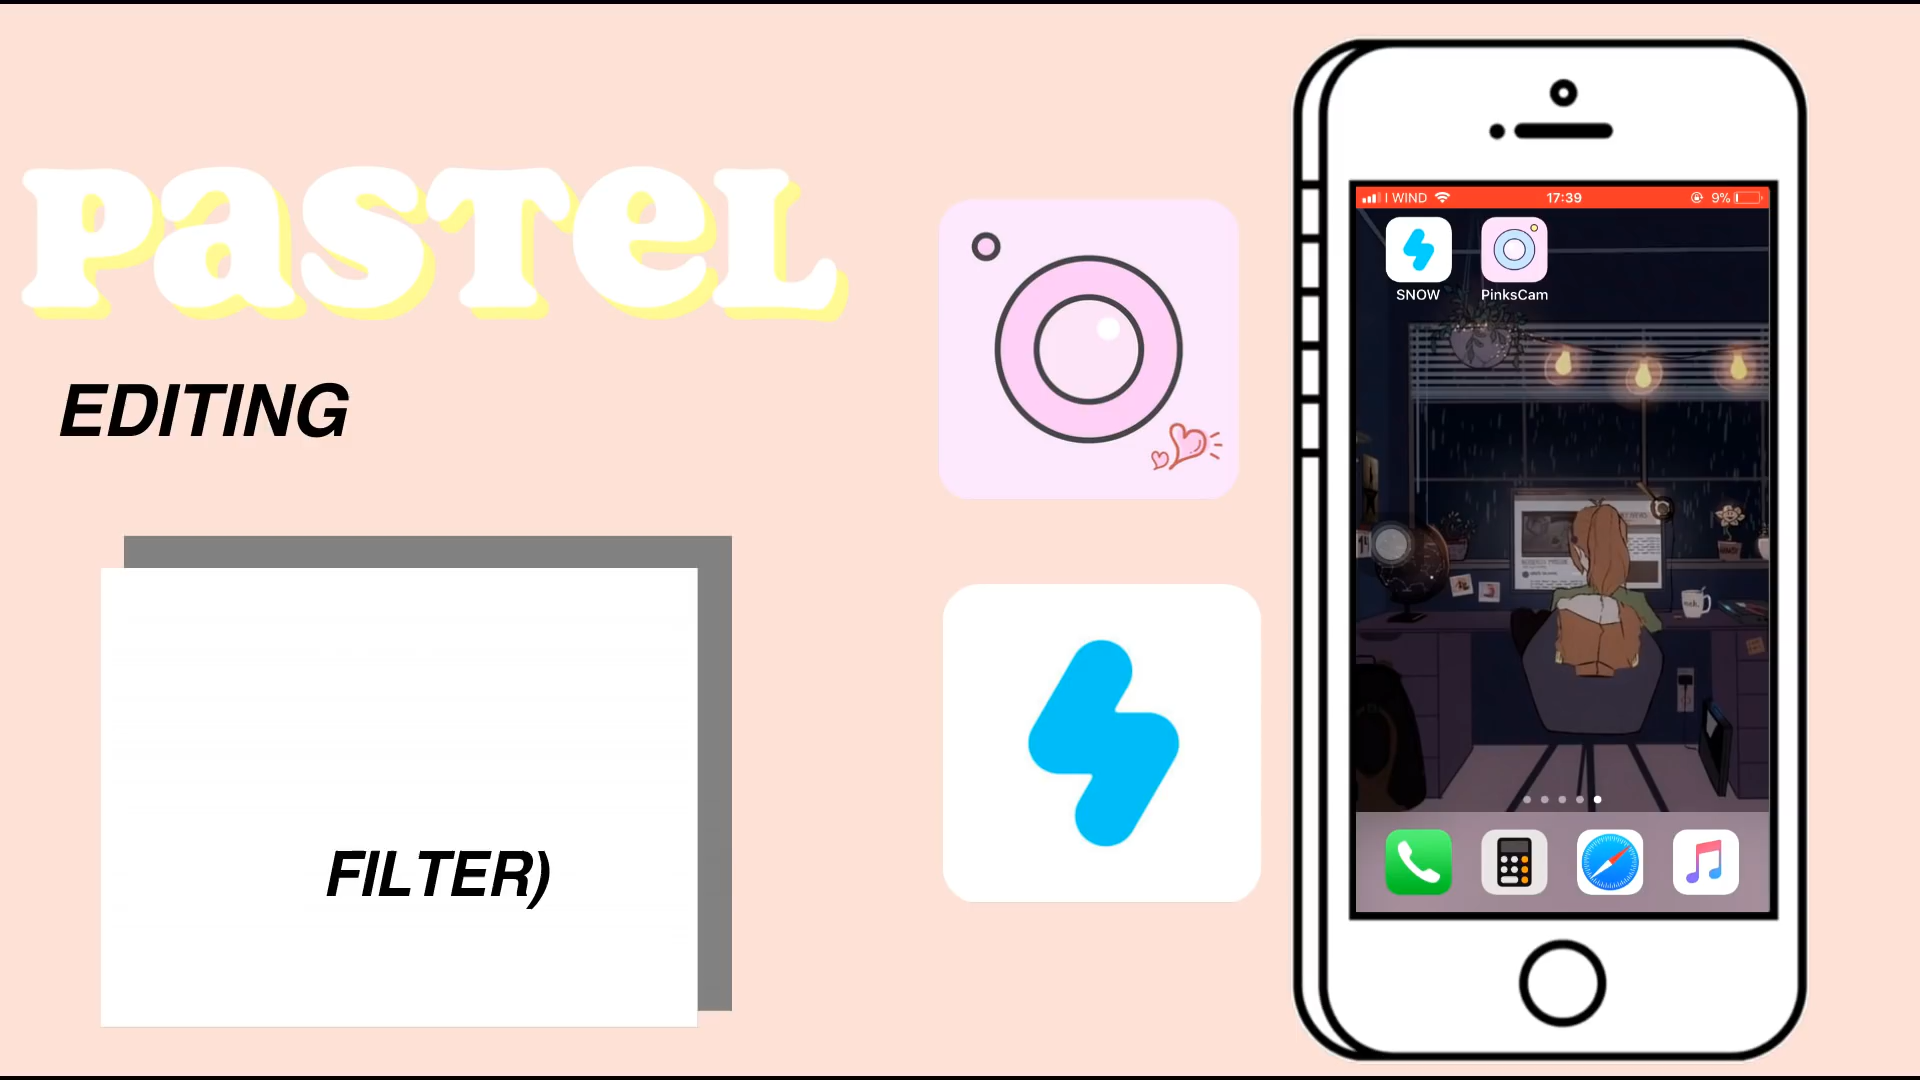 PasTeL
EDITING
FILTER)
I WIND 17:39 9%
SNOW PinksCam